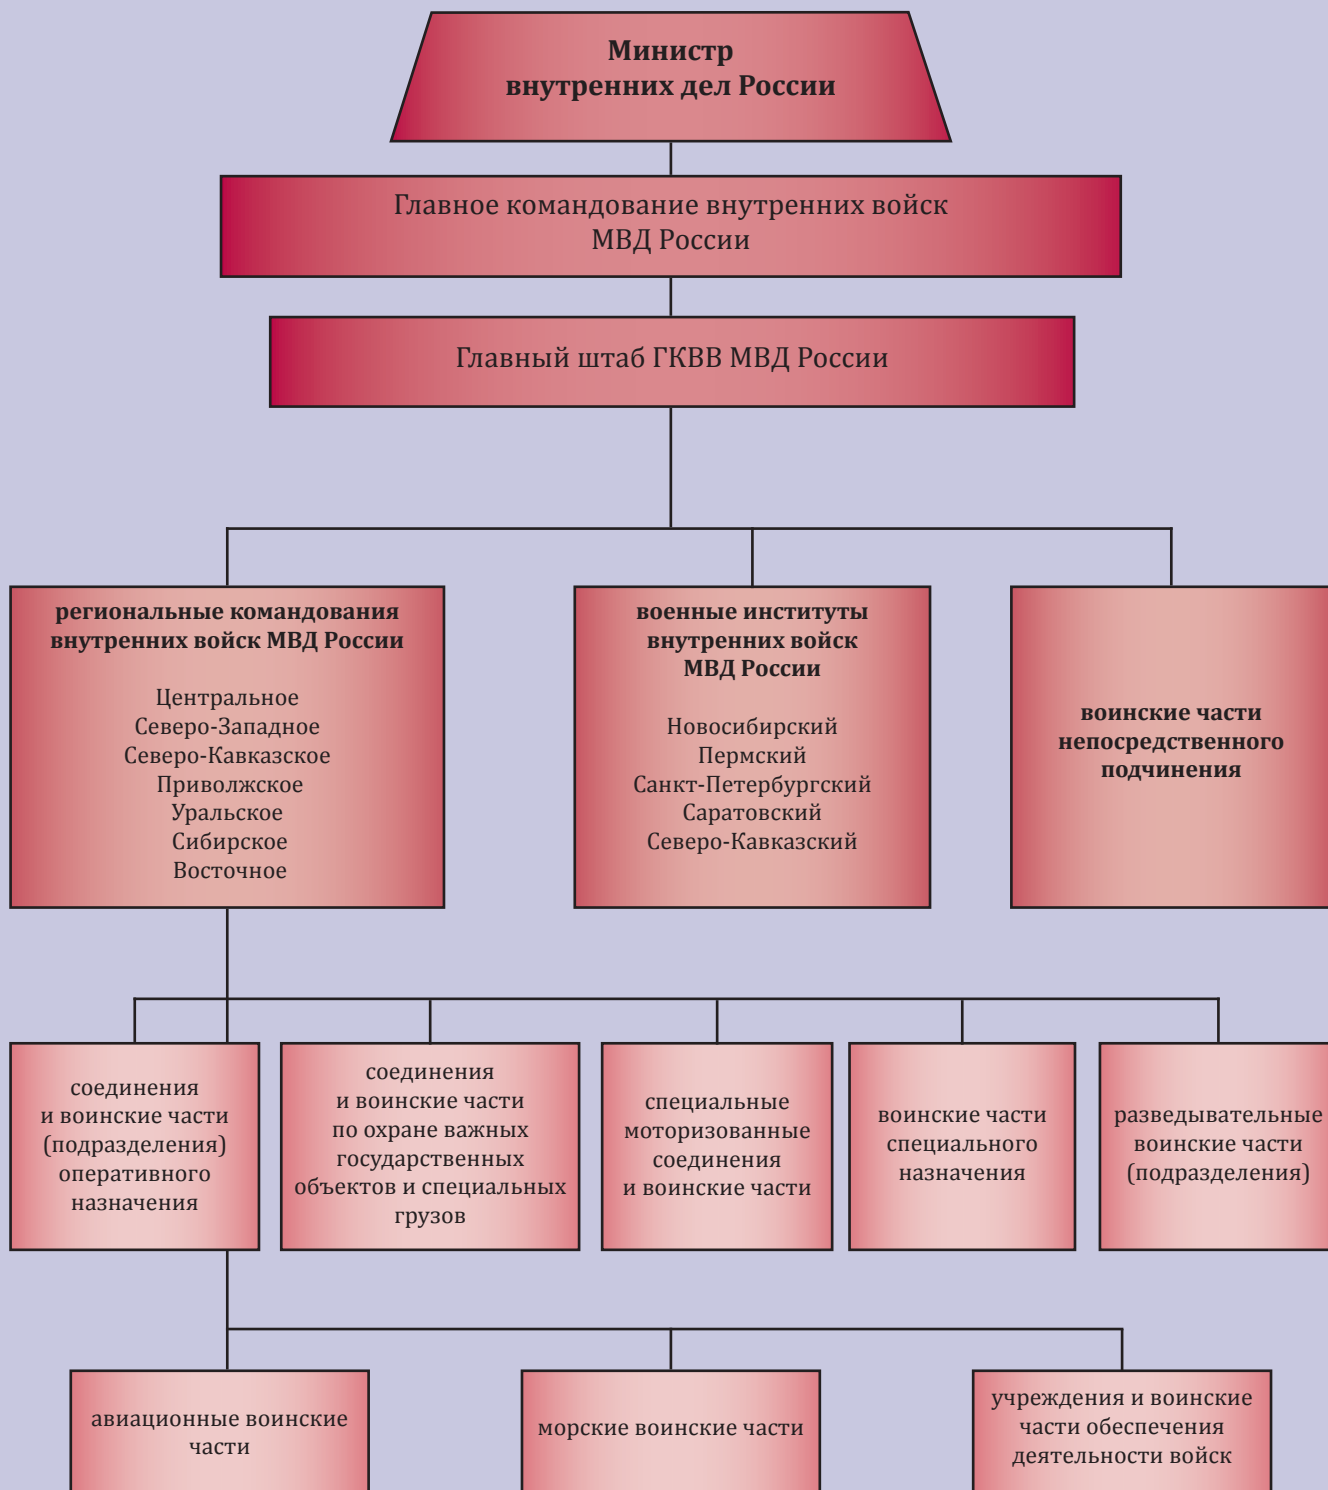 Министр
внутренних дел России
Главное командование внутренних войск
МВД России
Главный штаб ГКВВ МВД России
региональные командования
внутренних войск МВД России
Центральное
Северо-Западное
Северо-Кавказское
Приволжское
Уральское
Сибирское
Восточное
военные институты
внутренних войск
МВД России
Новосибирский
Пермский
Санкт-Петербургский
Саратовский
Северо-Кавказский
воинские части
непосредственного
подчинения
соединения
и воинские части
(подразделения)
оперативного
назначения
соединения
и воинские части
по охране важных
государственных
объектов и специальных
грузов
специальные
моторизованные
соединения
и воинские части
воинские части
специального
назначения
разведывательные
воинские части
(подразделения)
авиационные воинские
части
морские воинские части
учреждения и воинские
части обеспечения
деятельности войск